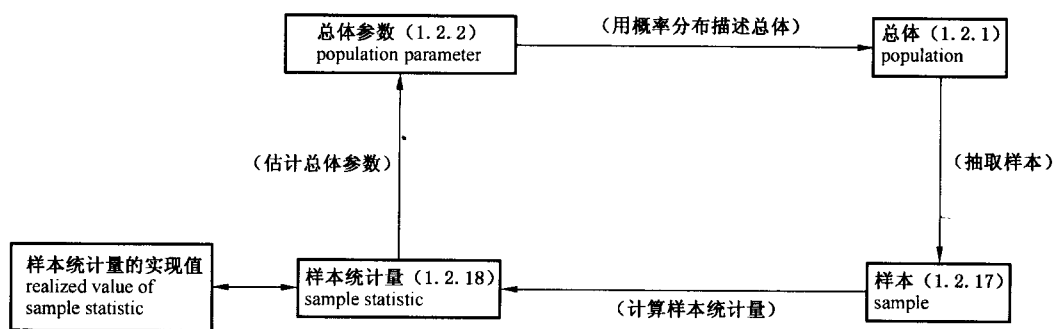 总体参数（1.2.2）
population parameter
（用概率分布描述总体）
总体（1.2.1）
population
（估计总体参数）
（抽取样本）
样本统计量的实现值
realized value of
sample statistic
样本统计量（1.2.18）
sample statistic
（计算样本统计量）
样本（1.2.17）
sample